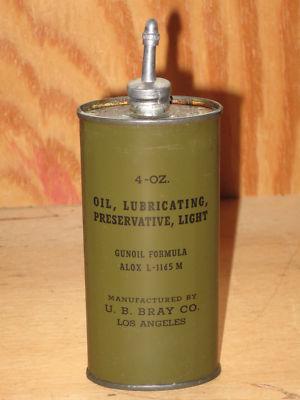 4-OZ.
OIL, LUBRICATING,
PRESERVATIVE, LIGHT
GUNOIL FORMULA
ALOX L-1165 M
MANUFACTURED BY
U. B. BRAY CO.
LOS ANGELES